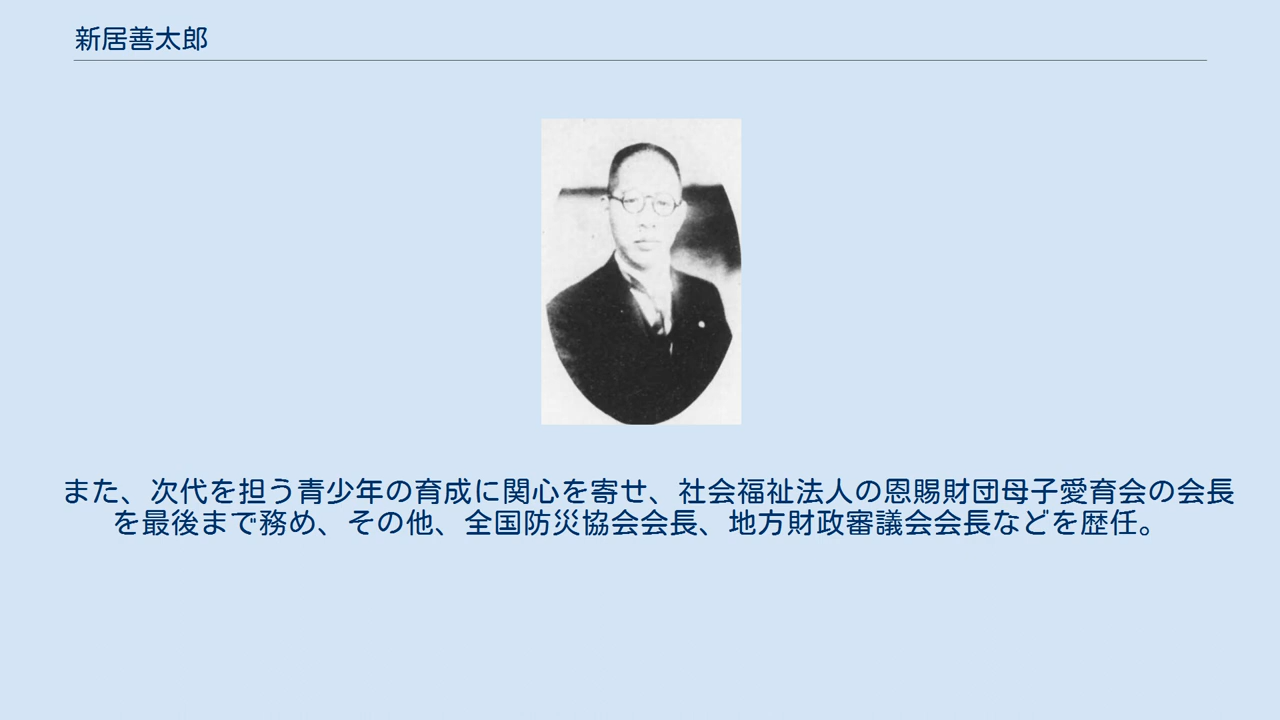 新居善太郎
また、次代を担う青少年の育成に関心を寄せ、社会福祉法人の恩賜財団母子愛育会の会長
を最後まで務め、その他、全国防災協会会長、地方財政審議会会長などを歴任。